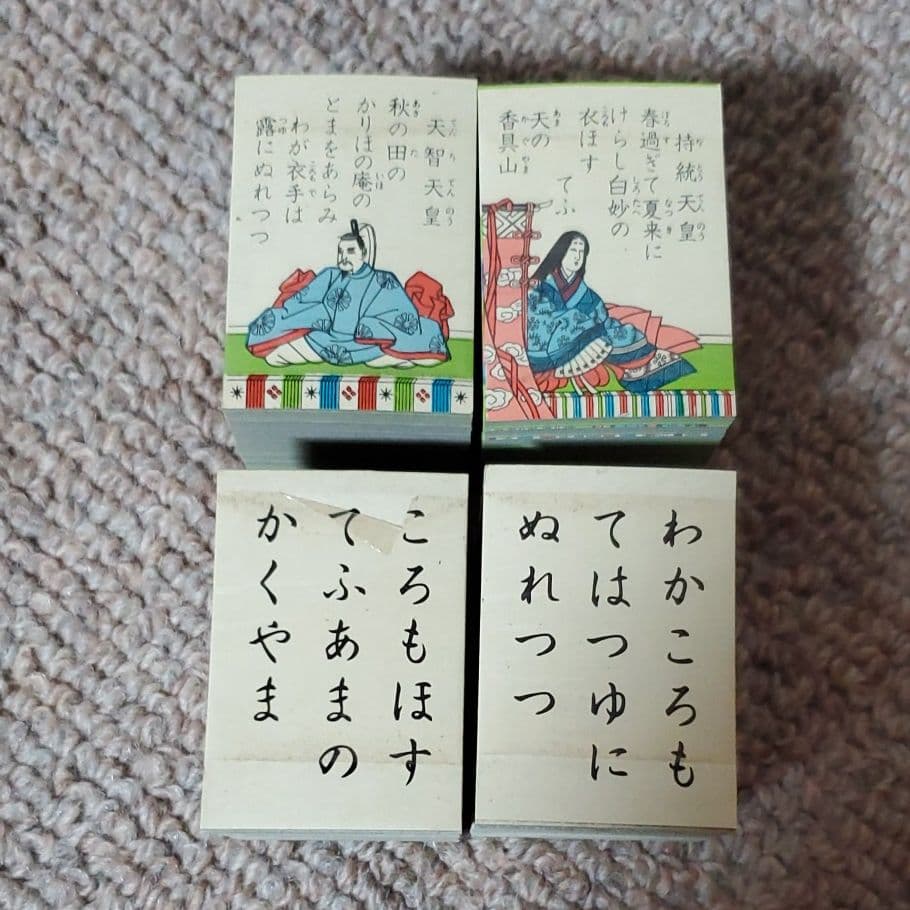 天智天皇
秋の田の
かりほの庵の
とまをあらみ
わが衣手は
露にぬれつつ
持統天皇
春過ぎて夏来に
けらし白妙の
衣ほす
てふ
天の
香具山
ころもほす
てふあまの
かくやま
わかころも
てはつゆに
ぬれつつ